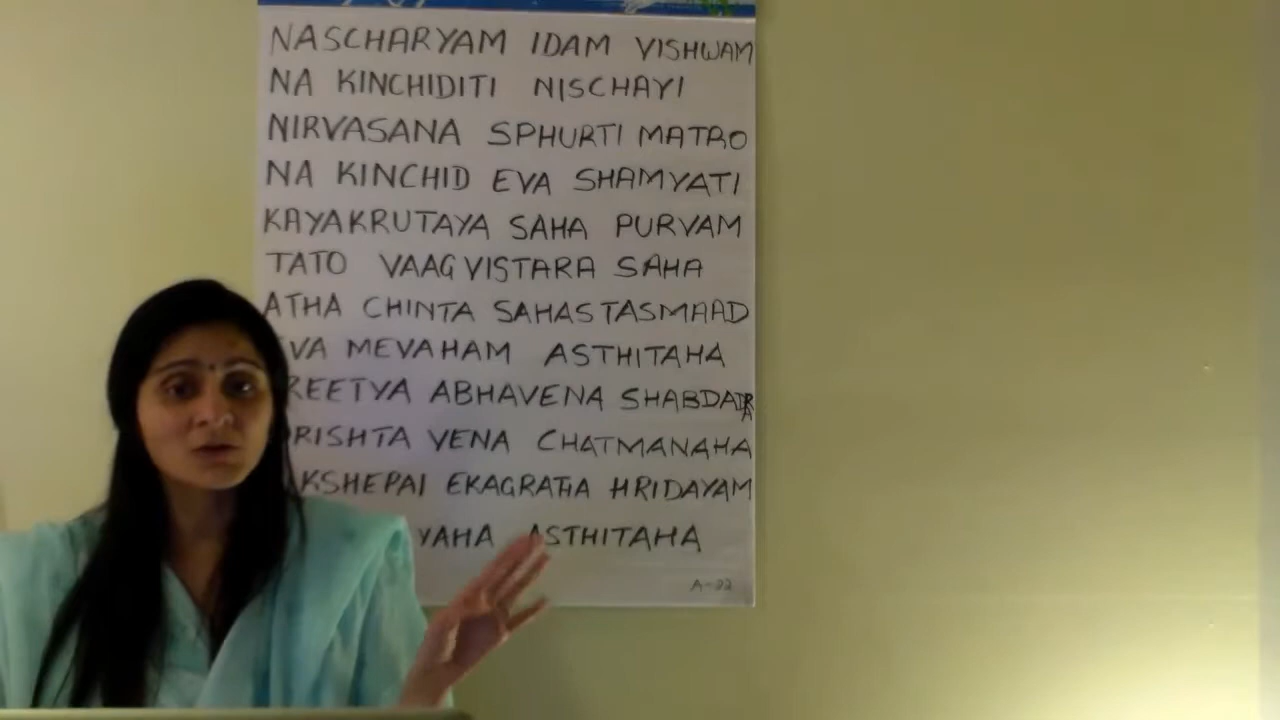 NASCHARYAM IDAM VISHWAM
NA KINCHIDITI NISCHAYI
NIRVASANA SPHURTI MATRO
NA KINCHID EVA SHAMYATI
KAYAKRUTAYA SAHA PURVAM
TATO VAAGVISTARA SAHA
ATHA CHINTA SAHASTASMAAD
VA MEVAHAM ASTHITAHA
REETYA ABHAVENA
RISHTA YENA CHATMANAHA
KSHEPAI EKAGRATHA HRIDAYAM
YAHA ASTHITAHA
A-22